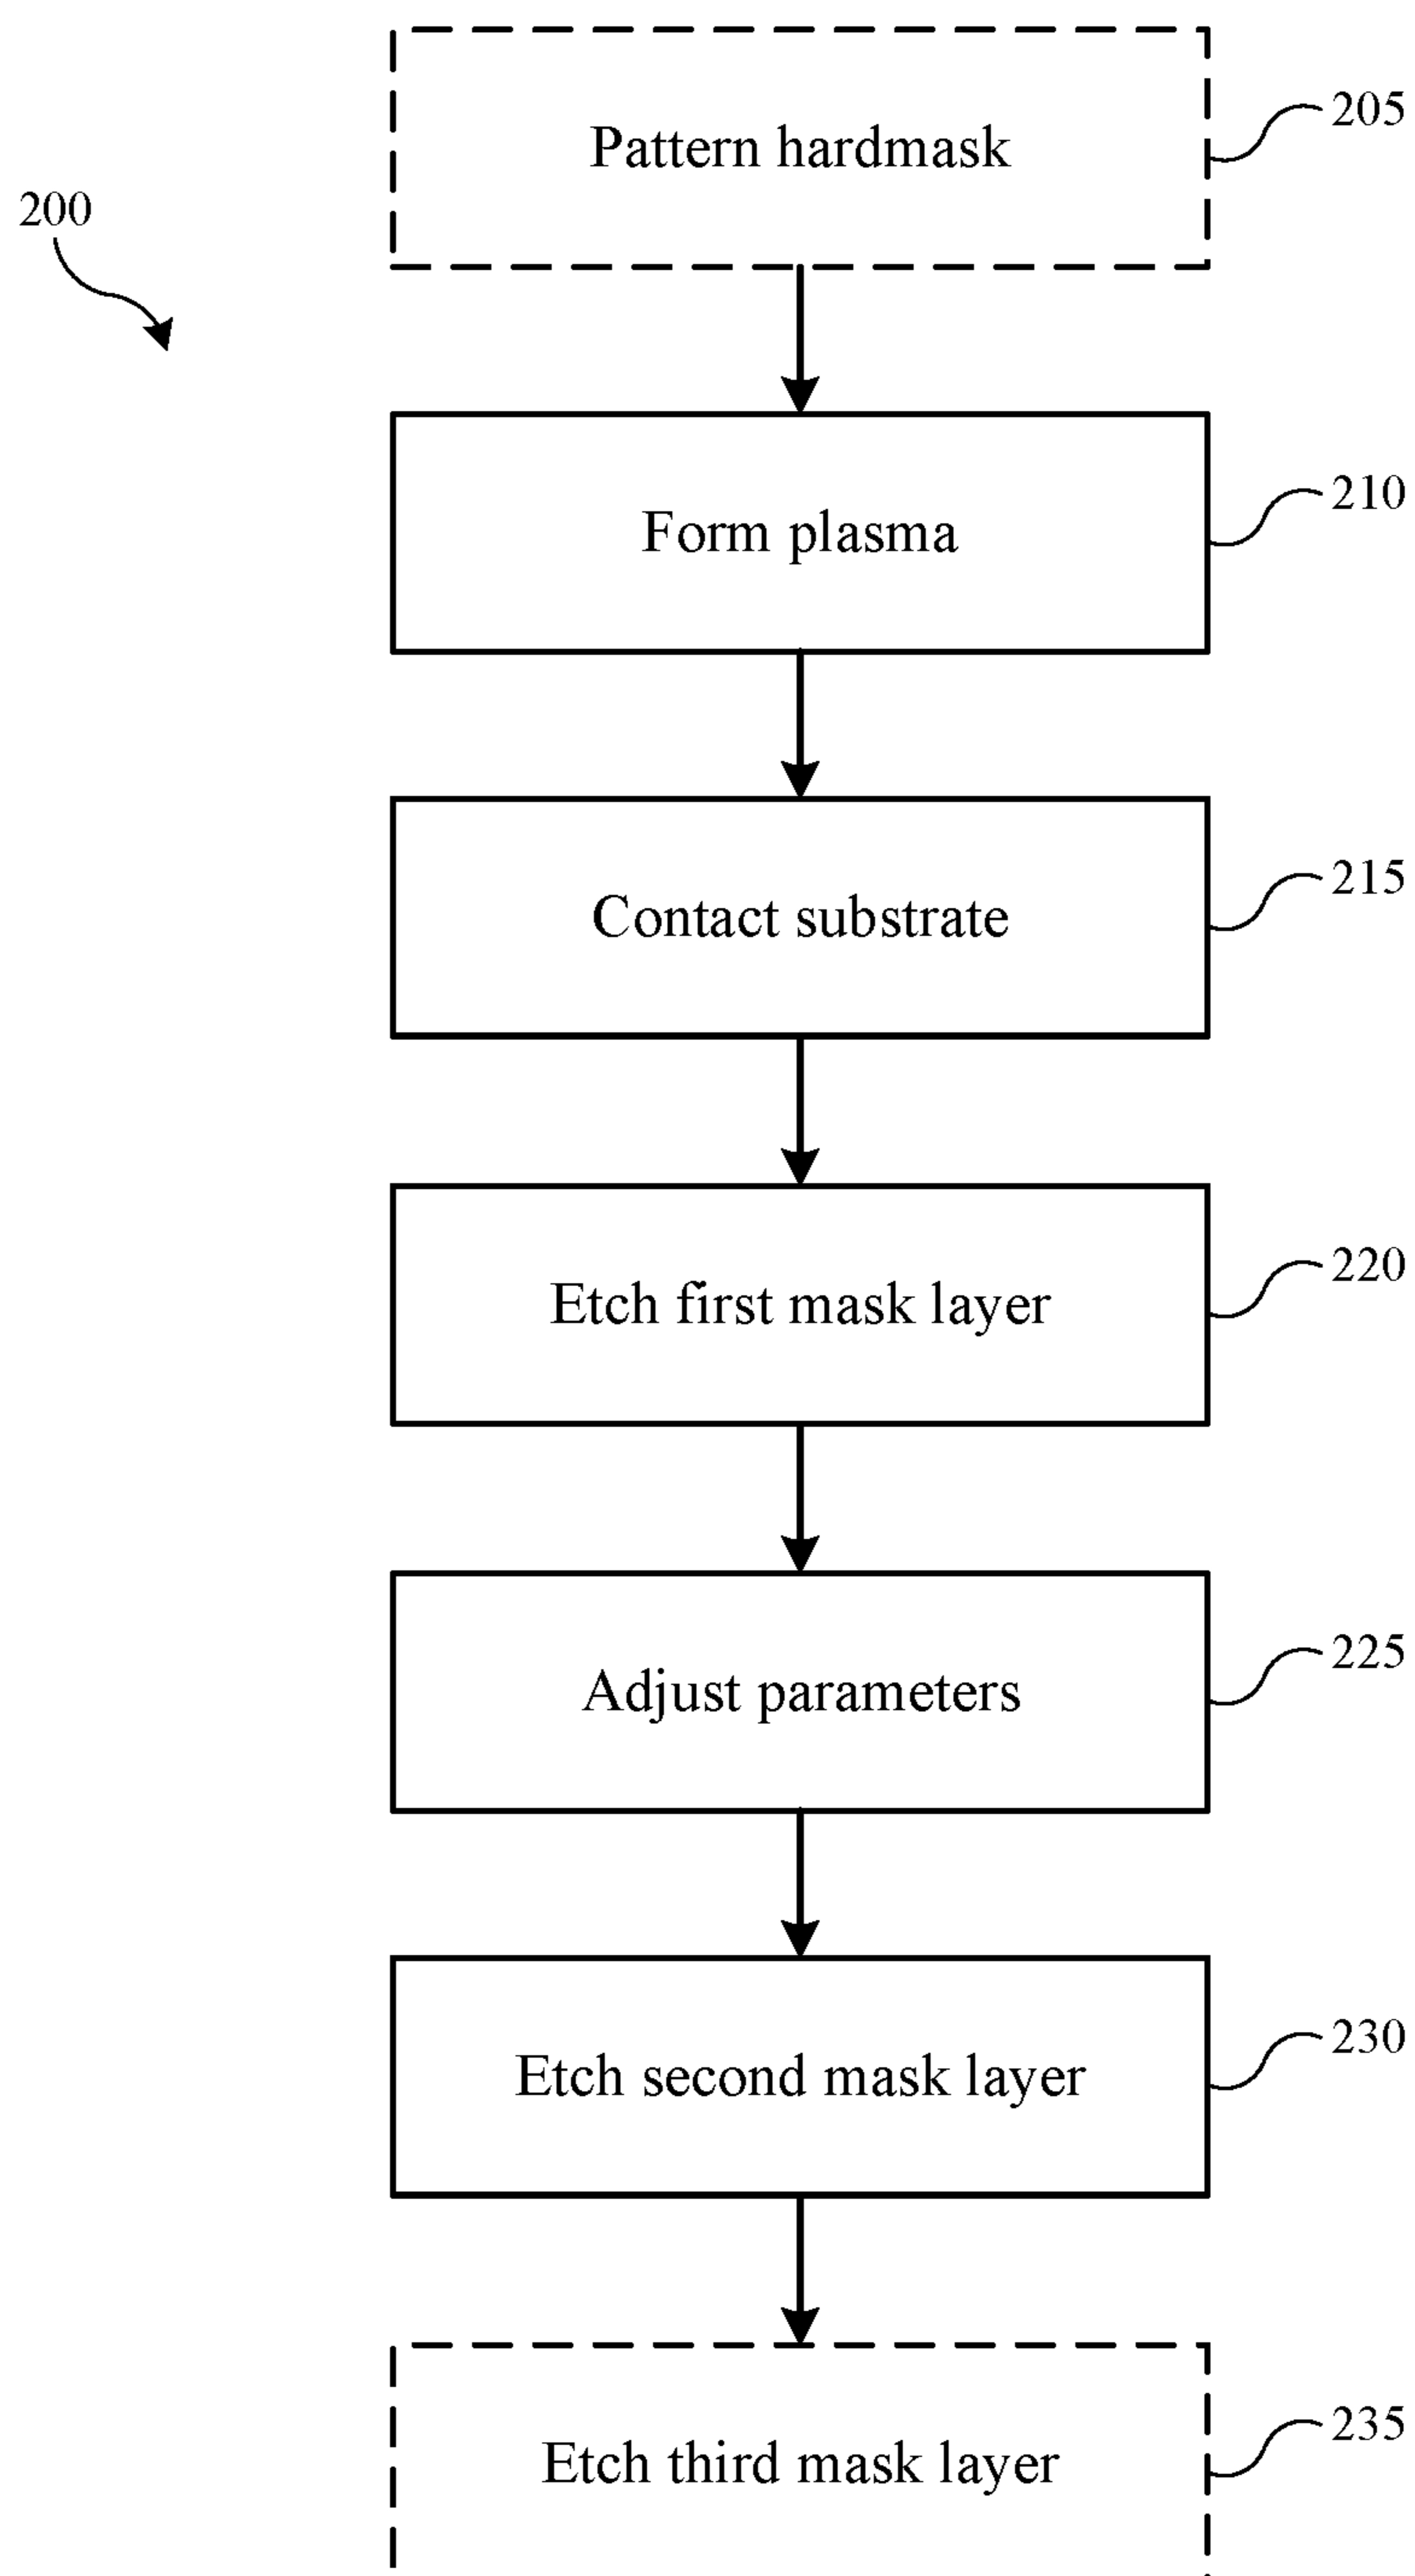 Pattern hardmask
205
200
Form plasma
210
Contact substrate
215
Etch first mask layer
220
Adjust parameters
225
Etch second mask layer
230
Etch third mask layer
235